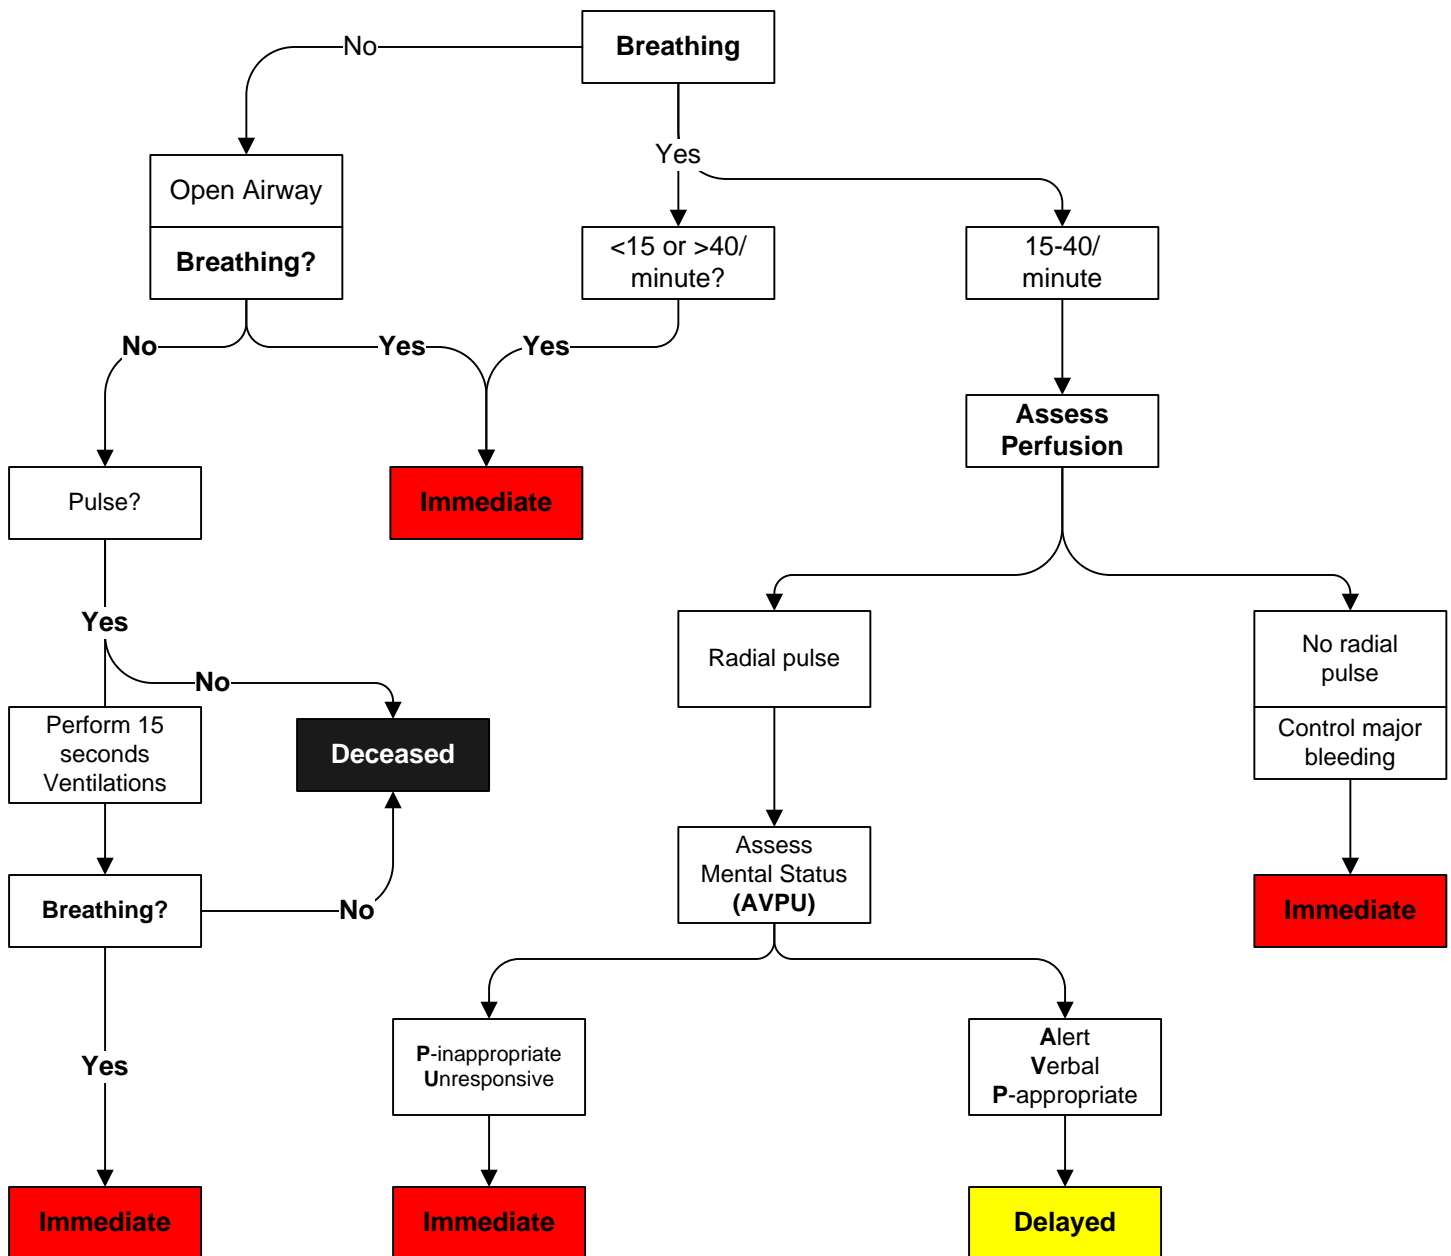 Breathing
No
Yes
Open Airway
Breathing?
<15 or >40/
minute?
15-40/
minute
No
Yes
Yes
Assess
Perfusion
Pulse?
Immediate
Yes
No
Radial pulse
No radial
pulse
Control major
bleeding
Perform 15
seconds
Ventilations
Deceased
Assess
Mental Status
(AVPU)
Breathing?
No
Immediate
Yes
P-inappropriate
Unresponsive
Alert
Verbal
P-appropriate
Immediate
Immediate
Delayed